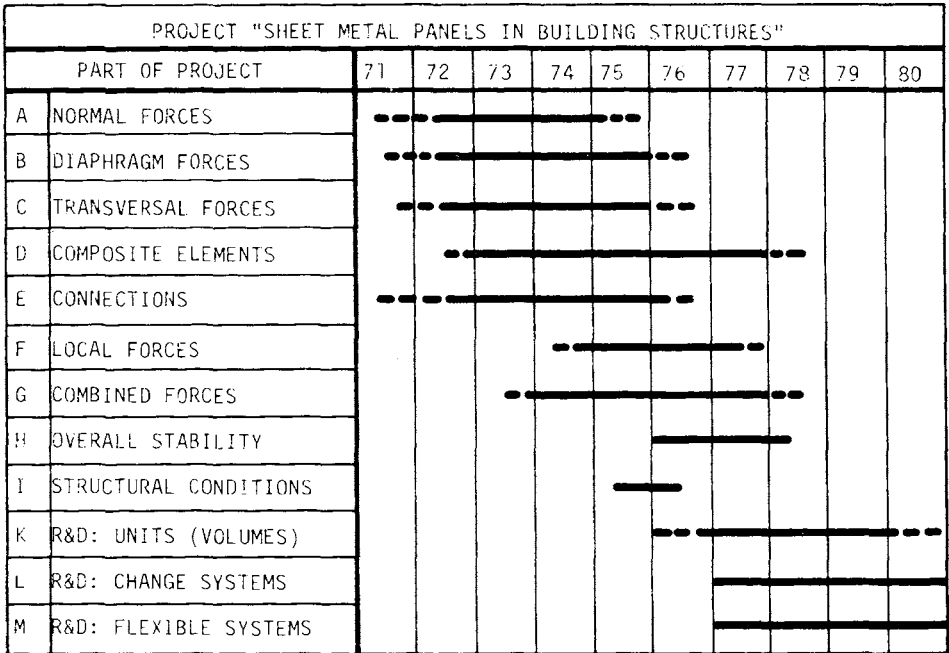 PROJECT "SHEET METAL PANELS IN BUILDING STRUCTURES"
PART OF PROJECT 71 72 73 74 75 76 77 78 79 80
A NORMAL FORCES
B DIAPHRAGM FORCES
C TRANSVERSAL FORCES
D COMPOSITE ELEMENTS
E CONNECTIONS
F LOCAL FORCES
G COMBINED FORCES
H OVERALL STABILITY
I STRUCTURAL CONDITIONS
K R&D: UNITS (VOLUMES)
L R&D: CHANGE SYSTEMS
M R&D: FLEXIBLE SYSTEMS